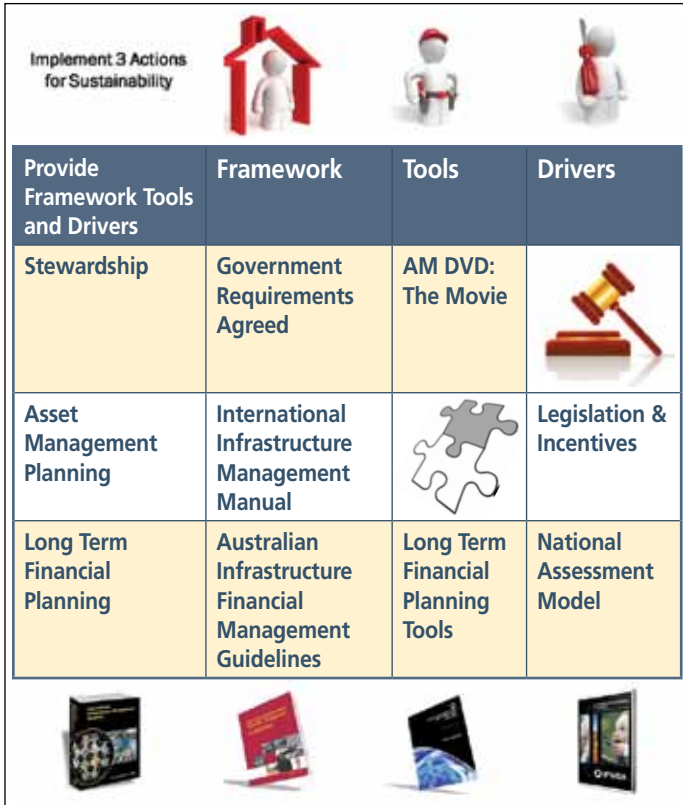 Implement 3 Actions
for Sustainability
Provide
Framework Tools
and Drivers
Framework
Tools
Drivers
Stewardship
Government
Requirements
Agreed
AM DVD:
The Movie
Asset
Management
Planning
International
Infrastructure
Management
Manual
Legislation &
Incentives
Long Term
Financial
Planning
Australian
Infrastructure
Financial
Management
Guidelines
Long Term
Financial
Planning
Tools
National
Assessment
Model